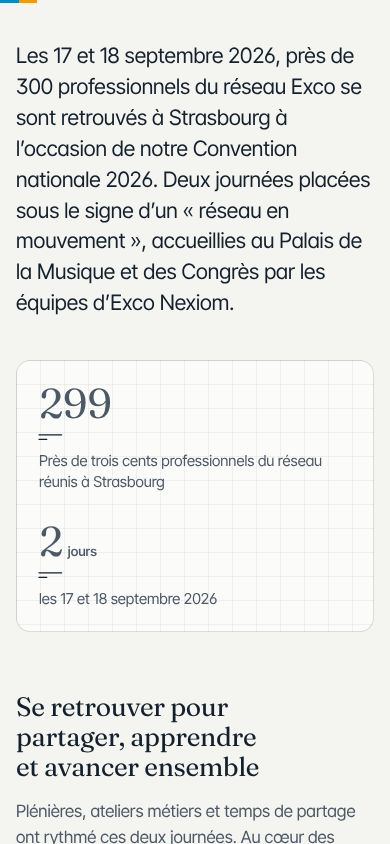 Les 17 et 18 septembre 2026, près de
300 professionnels du réseau Exco se
sont retrouvés à Strasbourg à
l’occasion de notre Convention
nationale 2026. Deux journées placées
sous le signe d’un « réseau en
mouvement », accueillies au Palais de
la Musique et des Congrès par les
équipes d’Exco Nexiom.
299
Près de trois cents professionnels du réseau
réunis à Strasbourg
2 jours
les 17 et 18 septembre 2026
Se retrouver pour
partager, apprendre
et avancer ensemble
Plénières, ateliers métiers et temps de partage
ont rythmé ces deux journées. Au cœur des